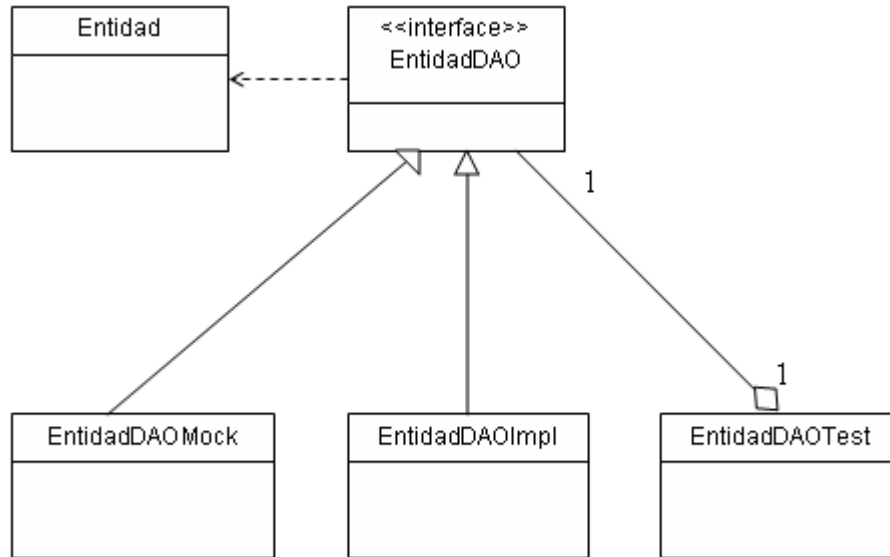 Entidad
<<interface>>
EntidadDAO
1
1
EntidadDAOMock
EntidadDAOImpl
EntidadDAOTest